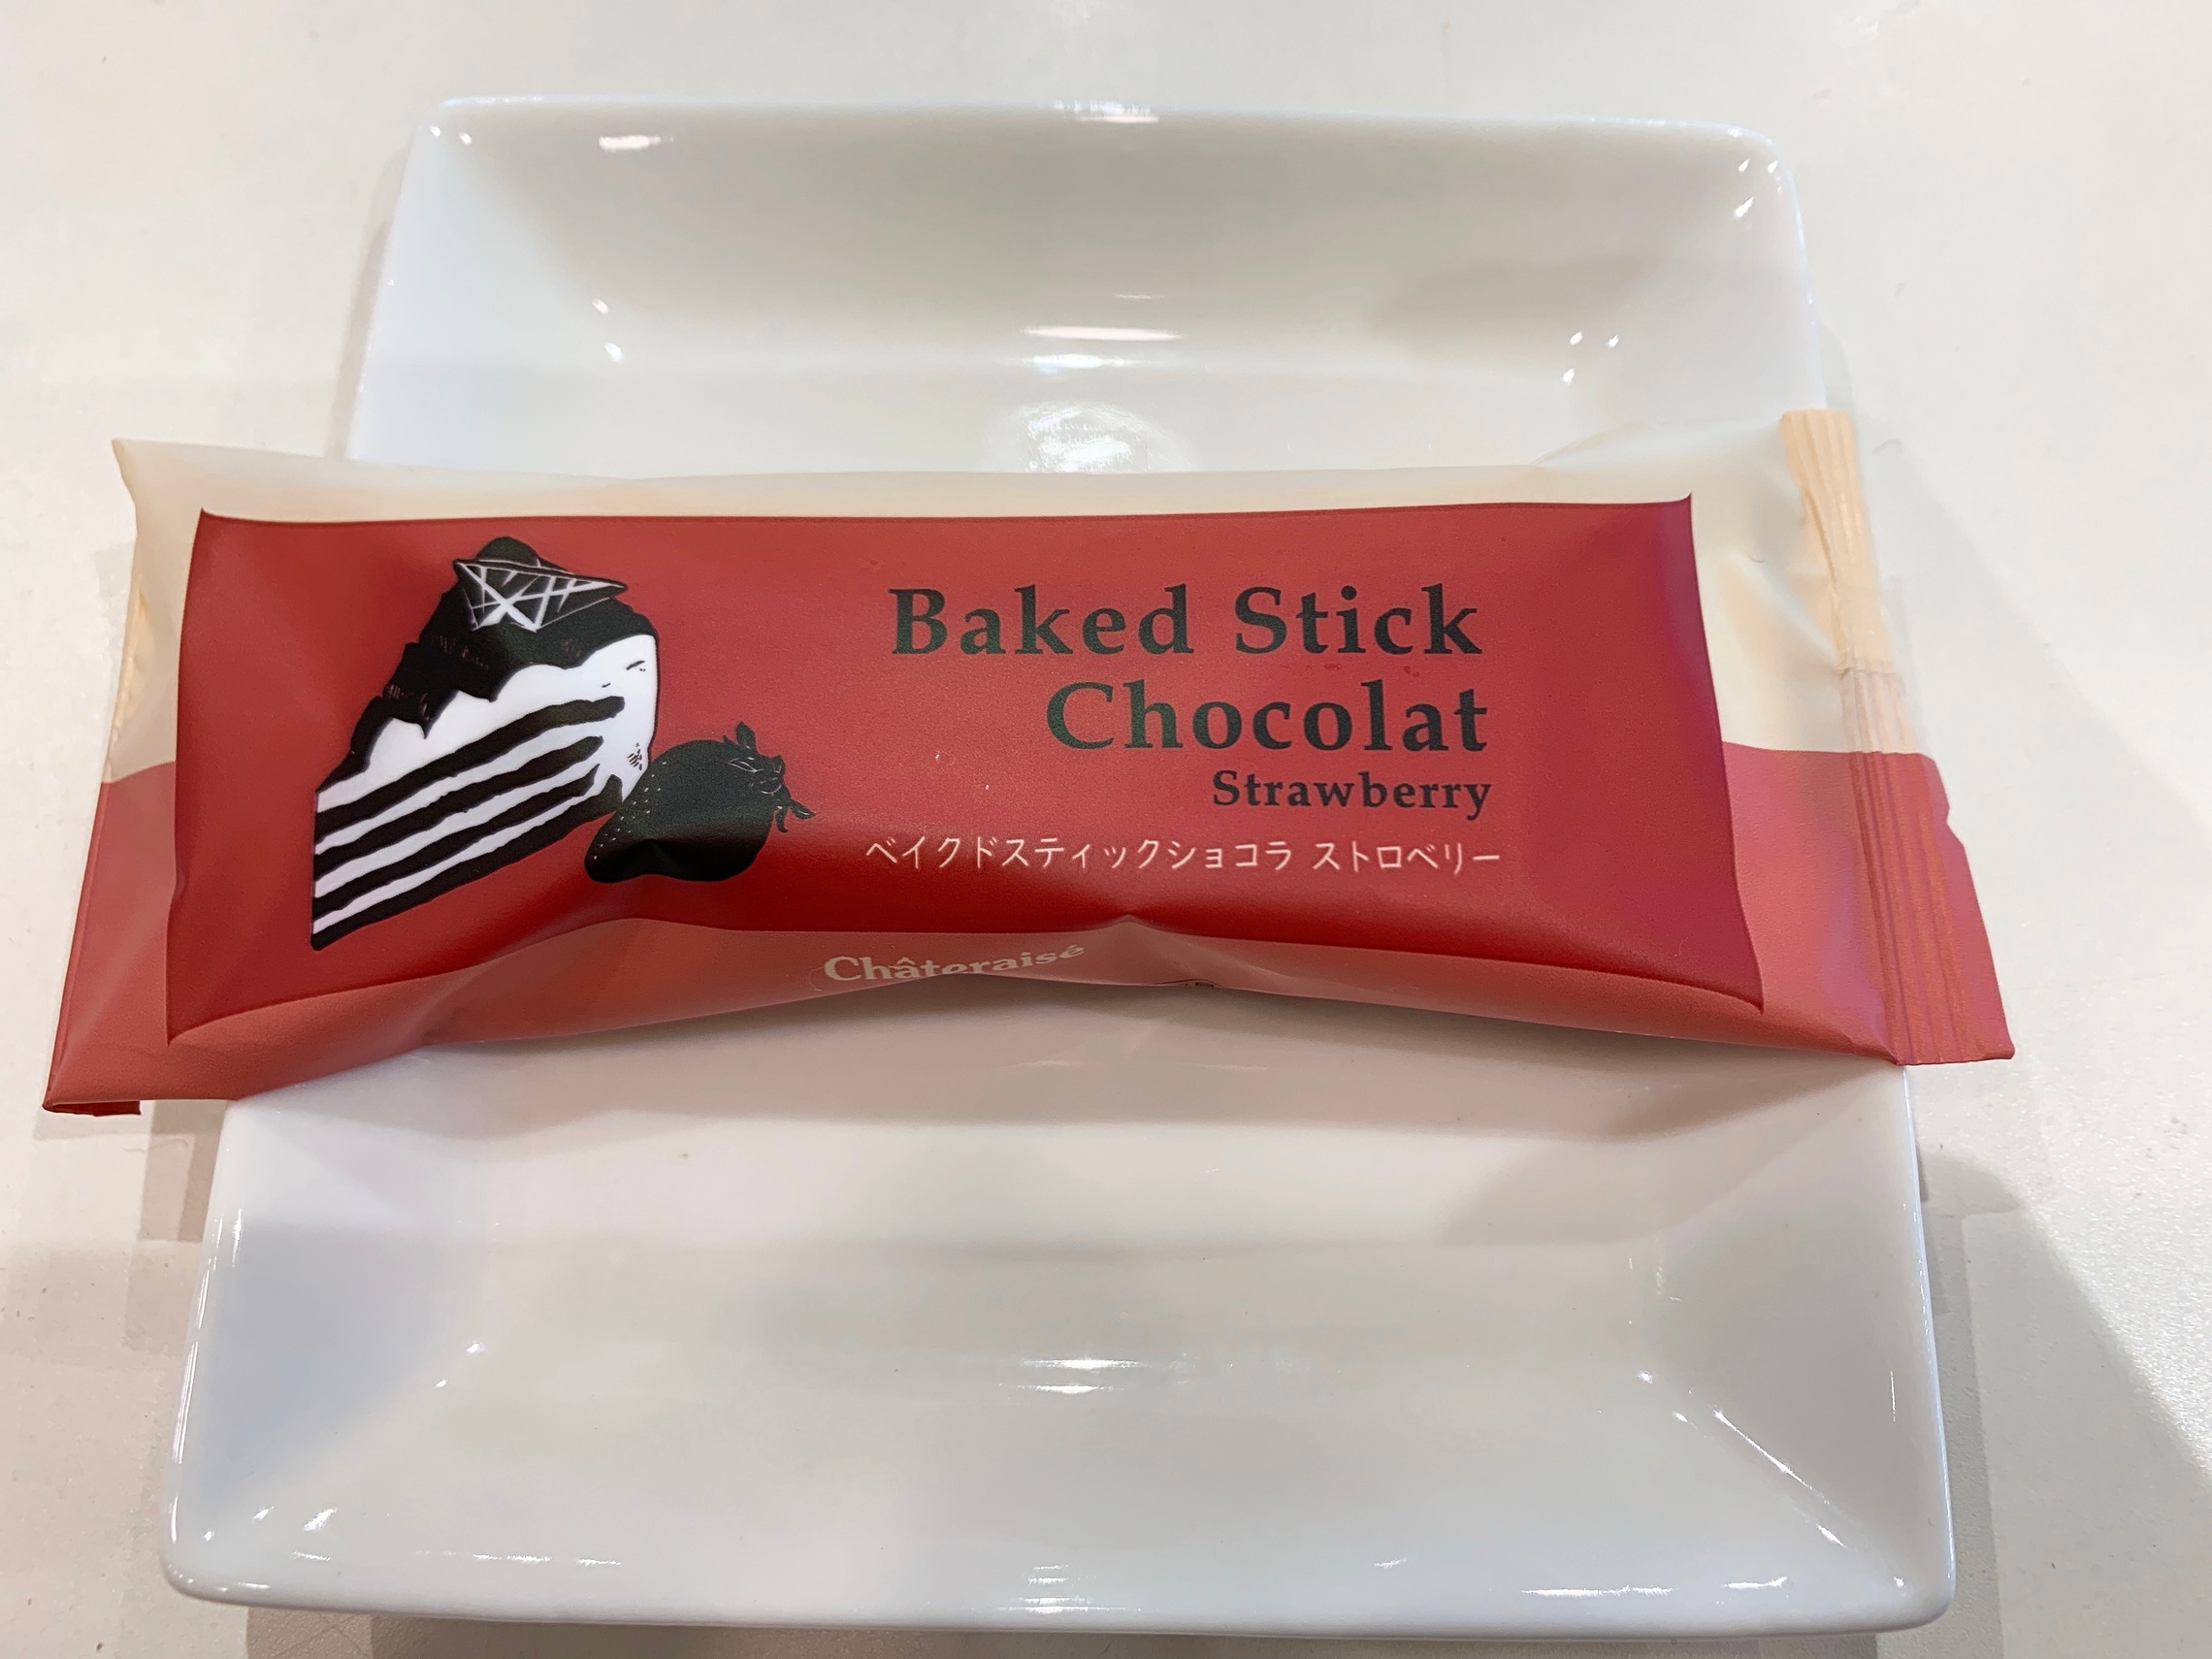 Baked Stick
Chocolat
Strawberry
ベイクドスティックショコラ ストロベリー
Châteraisé